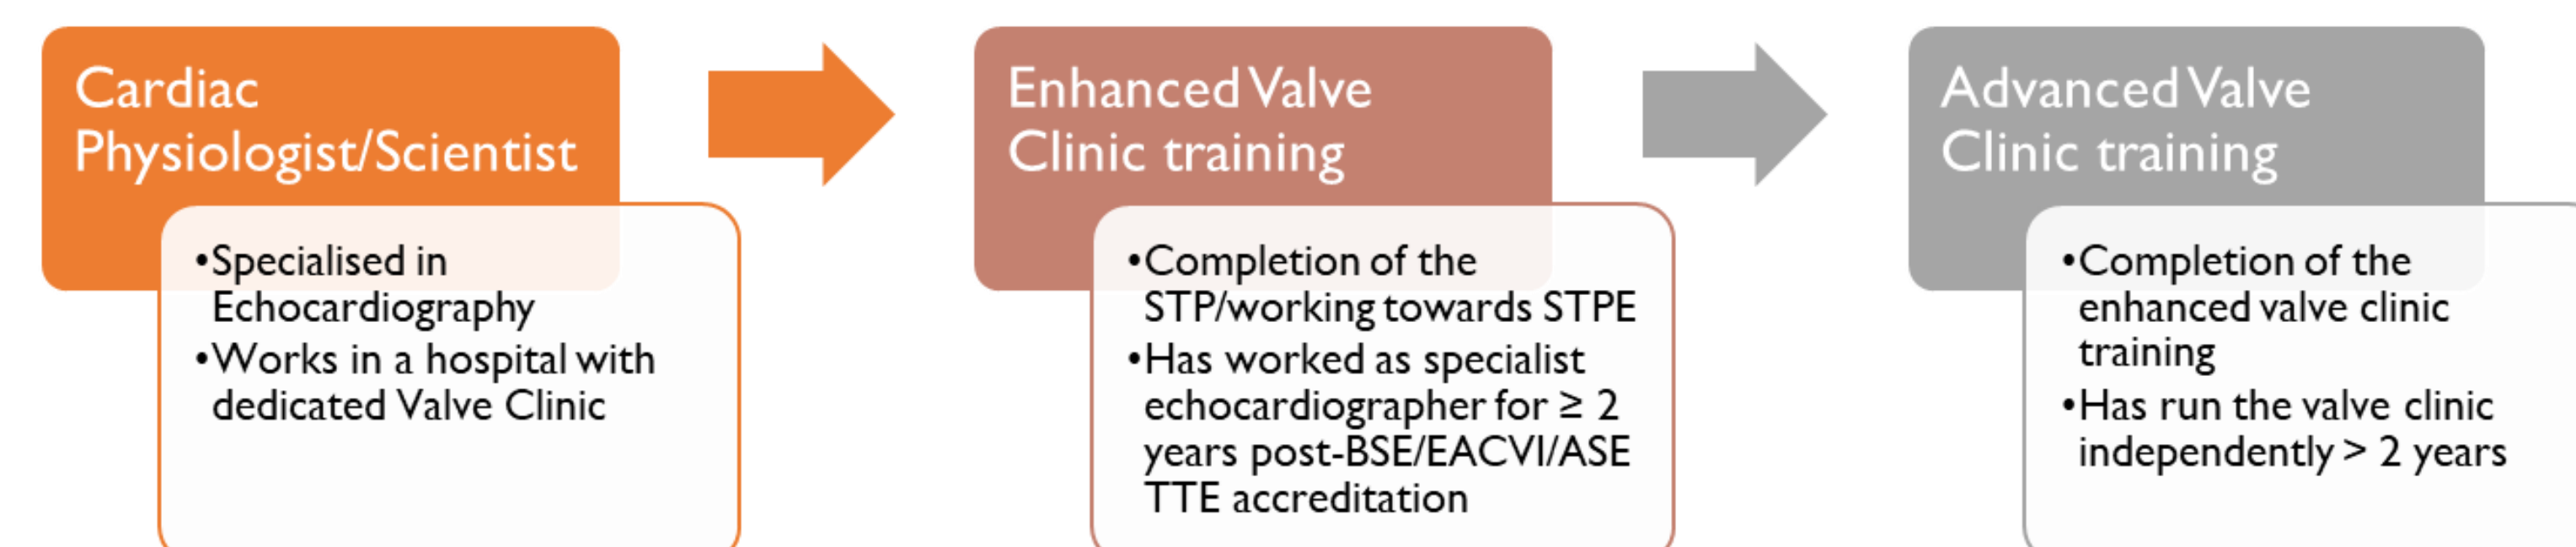 Cardiac
Physiologist/Scientist
•Specialised in
Echocardiography
•Works in a hospital with
dedicated Valve Clinic
Enhanced Valve
Clinic training
•Completion of the
STP/working towards STPE
•Has worked as specialist
echocardiographer for ≥ 2
years post-BSE/EACVI/ASE
TTE accreditation
Advanced Valve
Clinic training
•Completion of the
enhanced valve clinic
training
•Has run the valve clinic
independently > 2 years